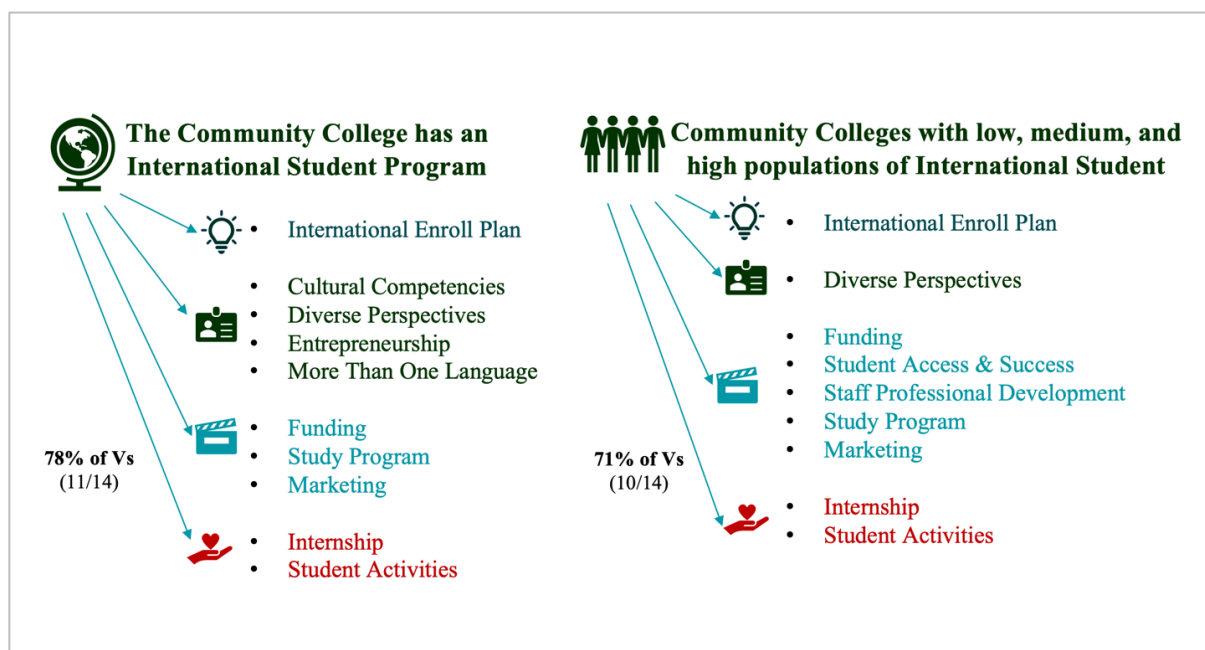 The Community College has an
International Student Program
• International Enroll Plan
• Cultural Competencies
• Diverse Perspectives
• Entrepreneurship
• More Than One Language
• Funding
• Study Program
• Marketing
78% of Vs
(11/14)
• Internship
• Student Activities
Community Colleges with low, medium, and
high populations of International Student
• International Enroll Plan
• Diverse Perspectives
• Funding
• Student Access & Success
• Staff Professional Development
• Study Program
• Marketing
71% of Vs
(10/14)
• Internship
• Student Activities